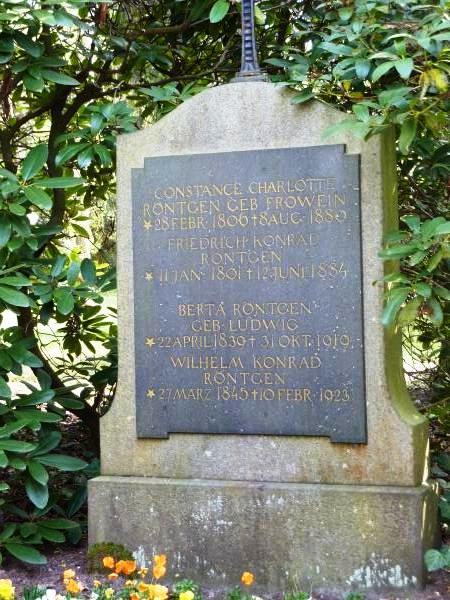 CONSTANCE CHARLOTTE
RÖNTGEN GEB FROWEIN
* 28 FEBR · 1806 + 8 AUG · 1880
FRIEDRICH KONRAD
RÖNTGEN
* 11 JAN · 1801 + 12 JUNI 1884
BERTA RÖNTGEN
GEB · LUDWIG
* 22 APRIL 1839 + 31 OKT · 1919
WILHELM KONRAD
RÖNTGEN
* 27 MÄRZ 1845 + 10 FEBR · 1923